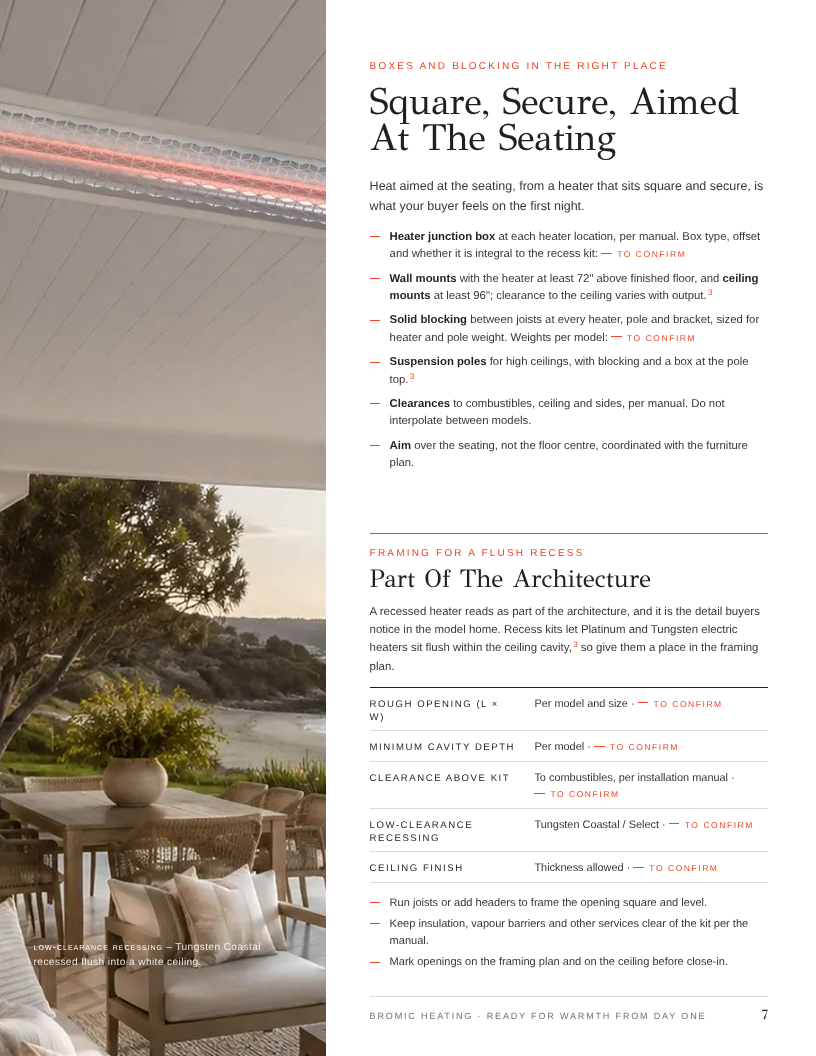 BOXES AND BLOCKING IN THE RIGHT PLACE
Square, Secure, Aimed
At The Seating
Heat aimed at the seating, from a heater that sits square and secure, is
what your buyer feels on the first night.
— Heater junction box at each heater location, per manual. Box type, offset
and whether it is integral to the recess kit: — TO CONFIRM
— Wall mounts with the heater at least 72" above finished floor, and ceiling
mounts at least 96"; clearance to the ceiling varies with output.3
— Solid blocking between joists at every heater, pole and bracket, sized for
heater and pole weight. Weights per model: — TO CONFIRM
— Suspension poles for high ceilings, with blocking and a box at the pole
top.3
— Clearances to combustibles, ceiling and sides, per manual. Do not
interpolate between models.
— Aim over the seating, not the floor centre, coordinated with the furniture
plan.
FRAMING FOR A FLUSH RECESS
Part Of The Architecture
A recessed heater reads as part of the architecture, and it is the detail buyers
notice in the model home. Recess kits let Platinum and Tungsten electric
heaters sit flush within the ceiling cavity,3 so give them a place in the framing
plan.
ROUGH OPENING (L ×
W)
Per model and size · — TO CONFIRM
MINIMUM CAVITY DEPTH
Per model · — TO CONFIRM
CLEARANCE ABOVE KIT
To combustibles, per installation manual ·
— TO CONFIRM
LOW-CLEARANCE
RECESSING
Tungsten Coastal / Select · — TO CONFIRM
CEILING FINISH
Thickness allowed · — TO CONFIRM
— Run joists or add headers to frame the opening square and level.
— Keep insulation, vapour barriers and other services clear of the kit per the
manual.
— Mark openings on the framing plan and on the ceiling before close-in.
LOW-CLEARANCE RECESSING – Tungsten Coastal
recessed flush into a white ceiling.
BROMIC HEATING · READY FOR WARMTH FROM DAY ONE
7